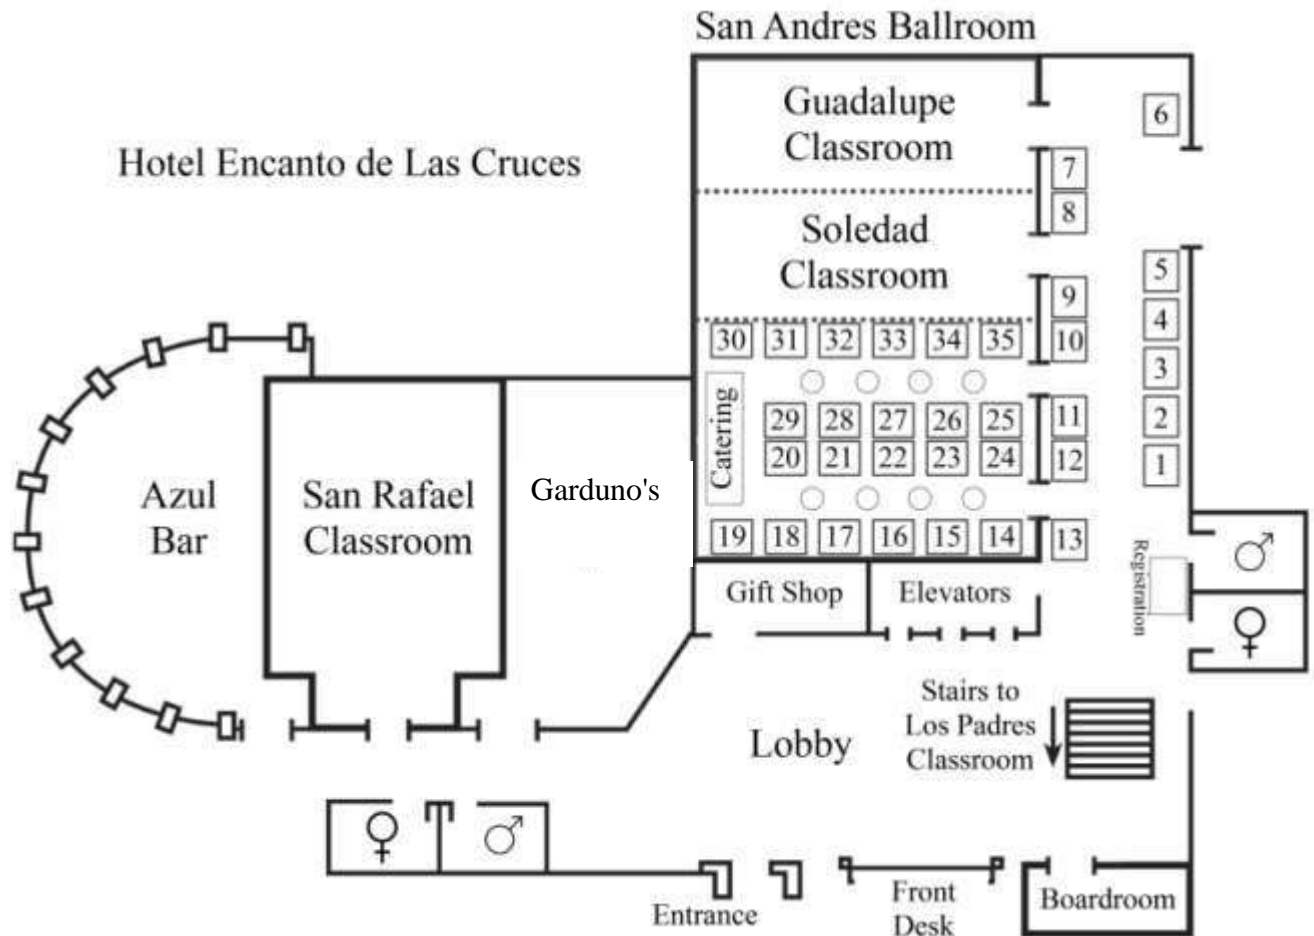 San Andres Ballroom
Guadalupe
Classroom
6
Hotel Encanto de Las Cruces
7
8
Soledad
Classroom
5
9
4
30 31 32 33 34 35 10
3
Catering
29 28 27 26 25 11 2
20 21 22 23 24 12 1
Azul
Bar
San Rafael
Classroom
Garduno's
19 18 17 16 15 14 13
Registration
♂
Gift Shop
Elevators
♀
Stairs to
Los Padres
Classroom
Lobby
♀ ♂
Entrance
Front
Desk
Boardroom